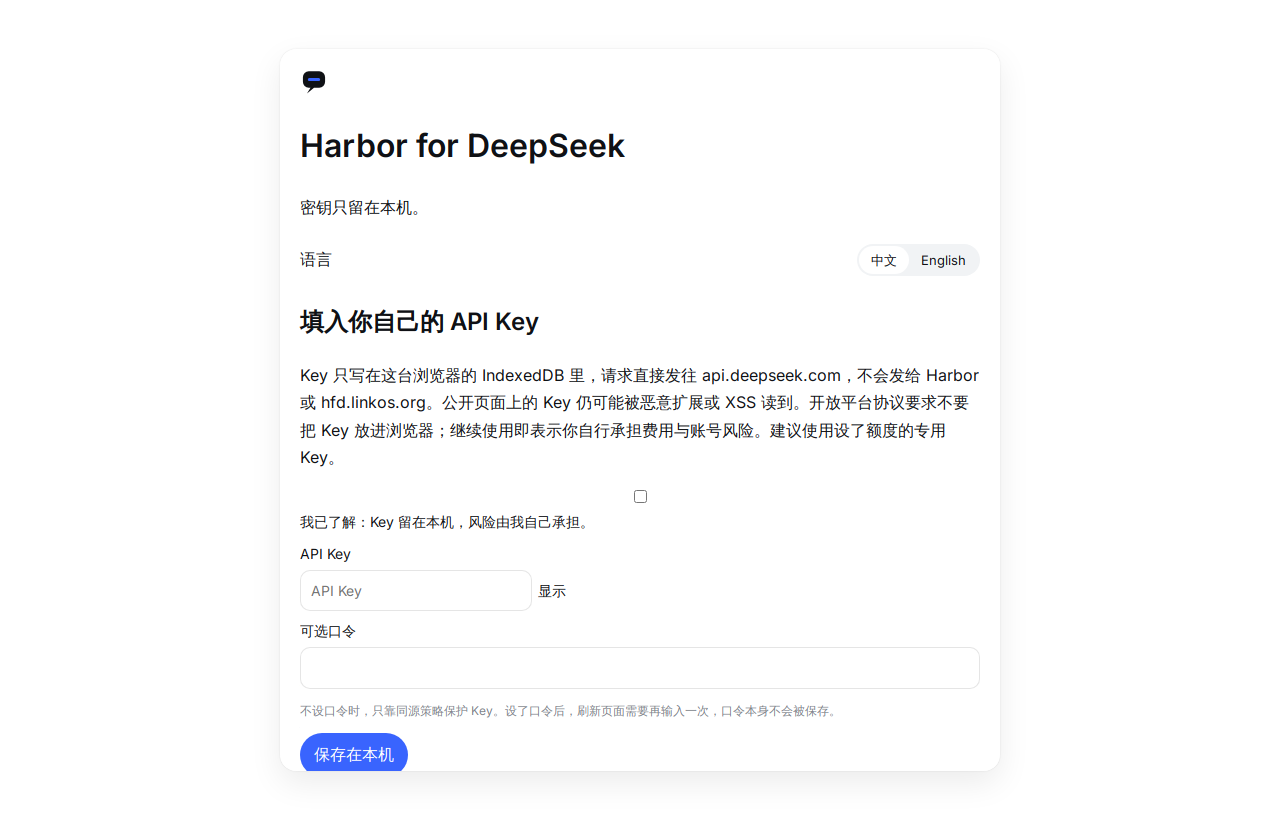 Harbor for DeepSeek
密钥只留在本机。
语言
中文 English
填入你自己的 API Key
Key 只写在这台浏览器的 IndexedDB 里，请求直接发往 api.deepseek.com，不会发给 Harbor
或 hfd.linkos.org。公开页面上的 Key 仍可能被恶意扩展或 XSS 读到。开放平台协议要求不要
把 Key 放进浏览器；继续使用即表示你自行承担费用与账号风险。建议使用设了额度的专用
Key。
我已了解：Key 留在本机，风险由我自己承担。
API Key
API Key 显示
可选口令
不设口令时，只靠同源策略保护 Key。设了口令后，刷新页面需要再输入一次，口令本身不会被保存。
保存在本机